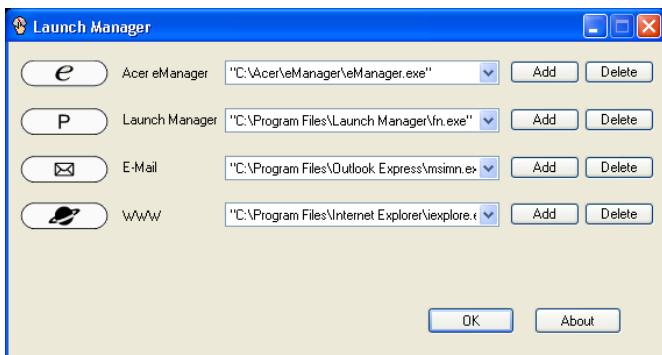 Launch Manager
e Acer eManager "C:\Acer\eManager\eManager.exe" Add Delete
P Launch Manager "C:\Program Files\Launch Manager\fn.exe" Add Delete
E-Mail "C:\Program Files\Outlook Express\msimn.ex Add Delete
WWW "C:\Program Files\Internet Explorer\iexplore.e Add Delete
OK About